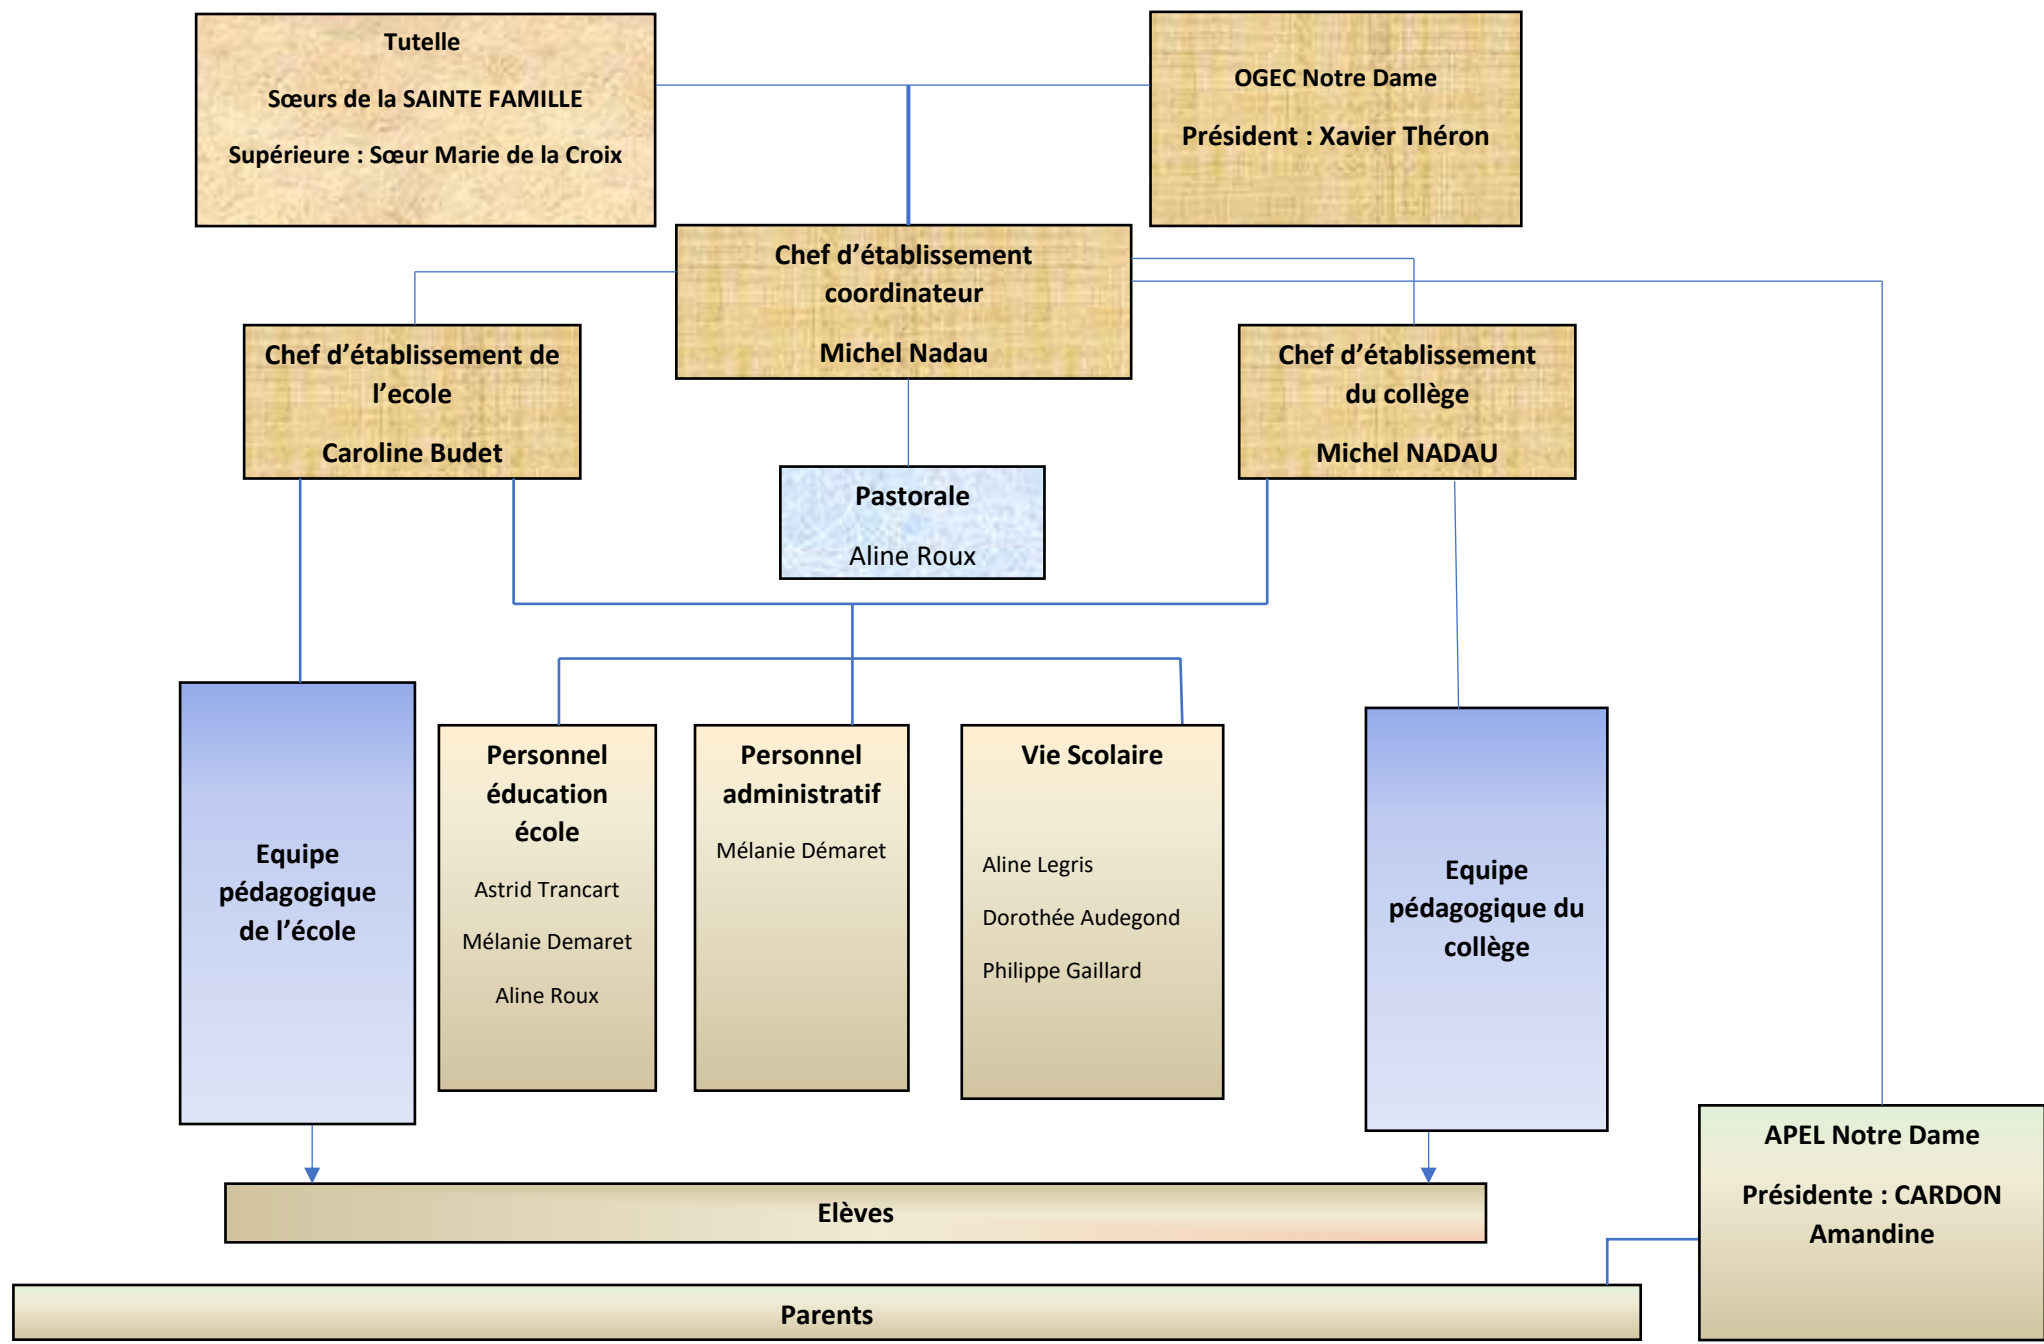 Tutelle
Sœurs de la SAINTE FAMILLE
Supérieure : Sœur Marie de la Croix
OGEC Notre Dame
Président : Xavier Théron
Chef d’établissement
coordinateur
Michel Nadau
Chef d’établissement de
l’ecole
Caroline Budet
Chef d’établissement
du collège
Michel NADAU
Pastorale
Aline Roux
Equipe
pédagogique
de l’école
Personnel
éducation
école
Astrid Trancart
Mélanie Demaret
Aline Roux
Personnel
administratif
Mélanie Démaret
Vie Scolaire
Aline Legris
Dorothée Audegond
Philippe Gaillard
Equipe
pédagogique du
collège
APEL Notre Dame
Présidente : CARDON
Amandine
Elèves
Parents